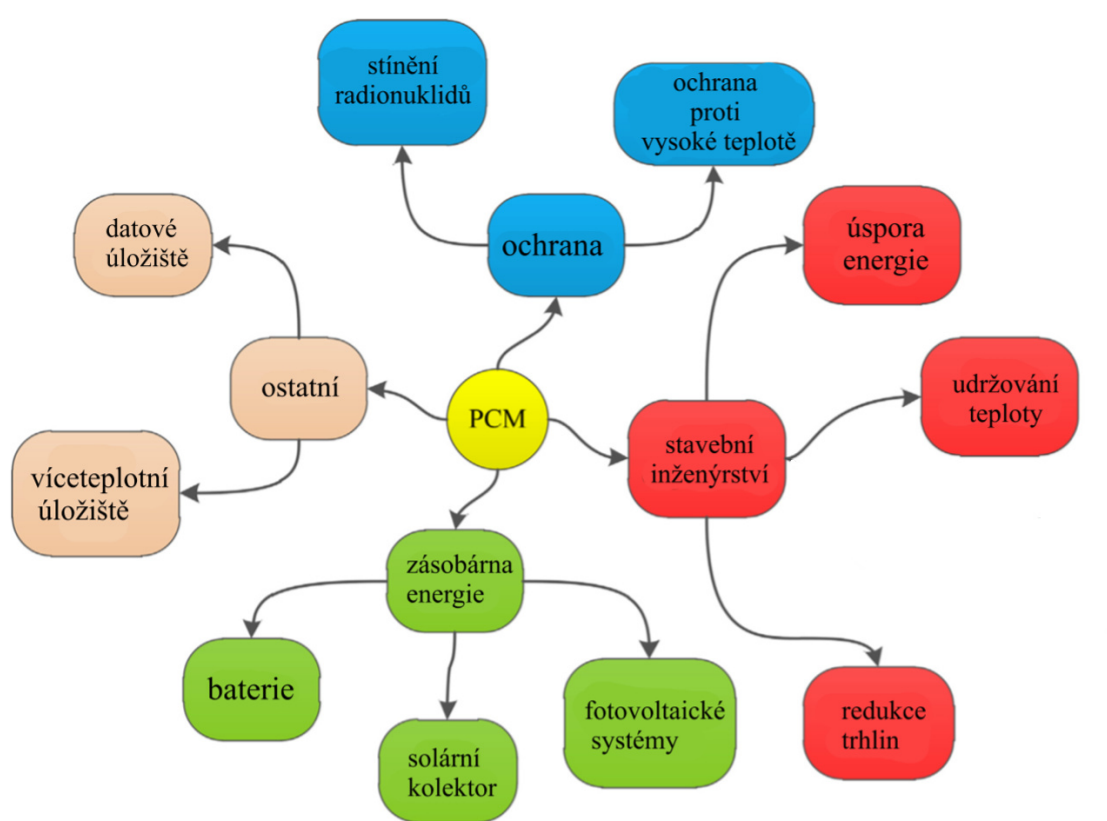 stínění
radionuklidů
ochrana
proti
vysoké teplotě
datové
úložiště
ochrana
úspora
energie
ostatní
PCM
udržování
teploty
stavební
inženýrství
víceteplotní
úložiště
zásobárna
energie
baterie
solární
kolektor
fotovoltaické
systémy
redukce
trhlin